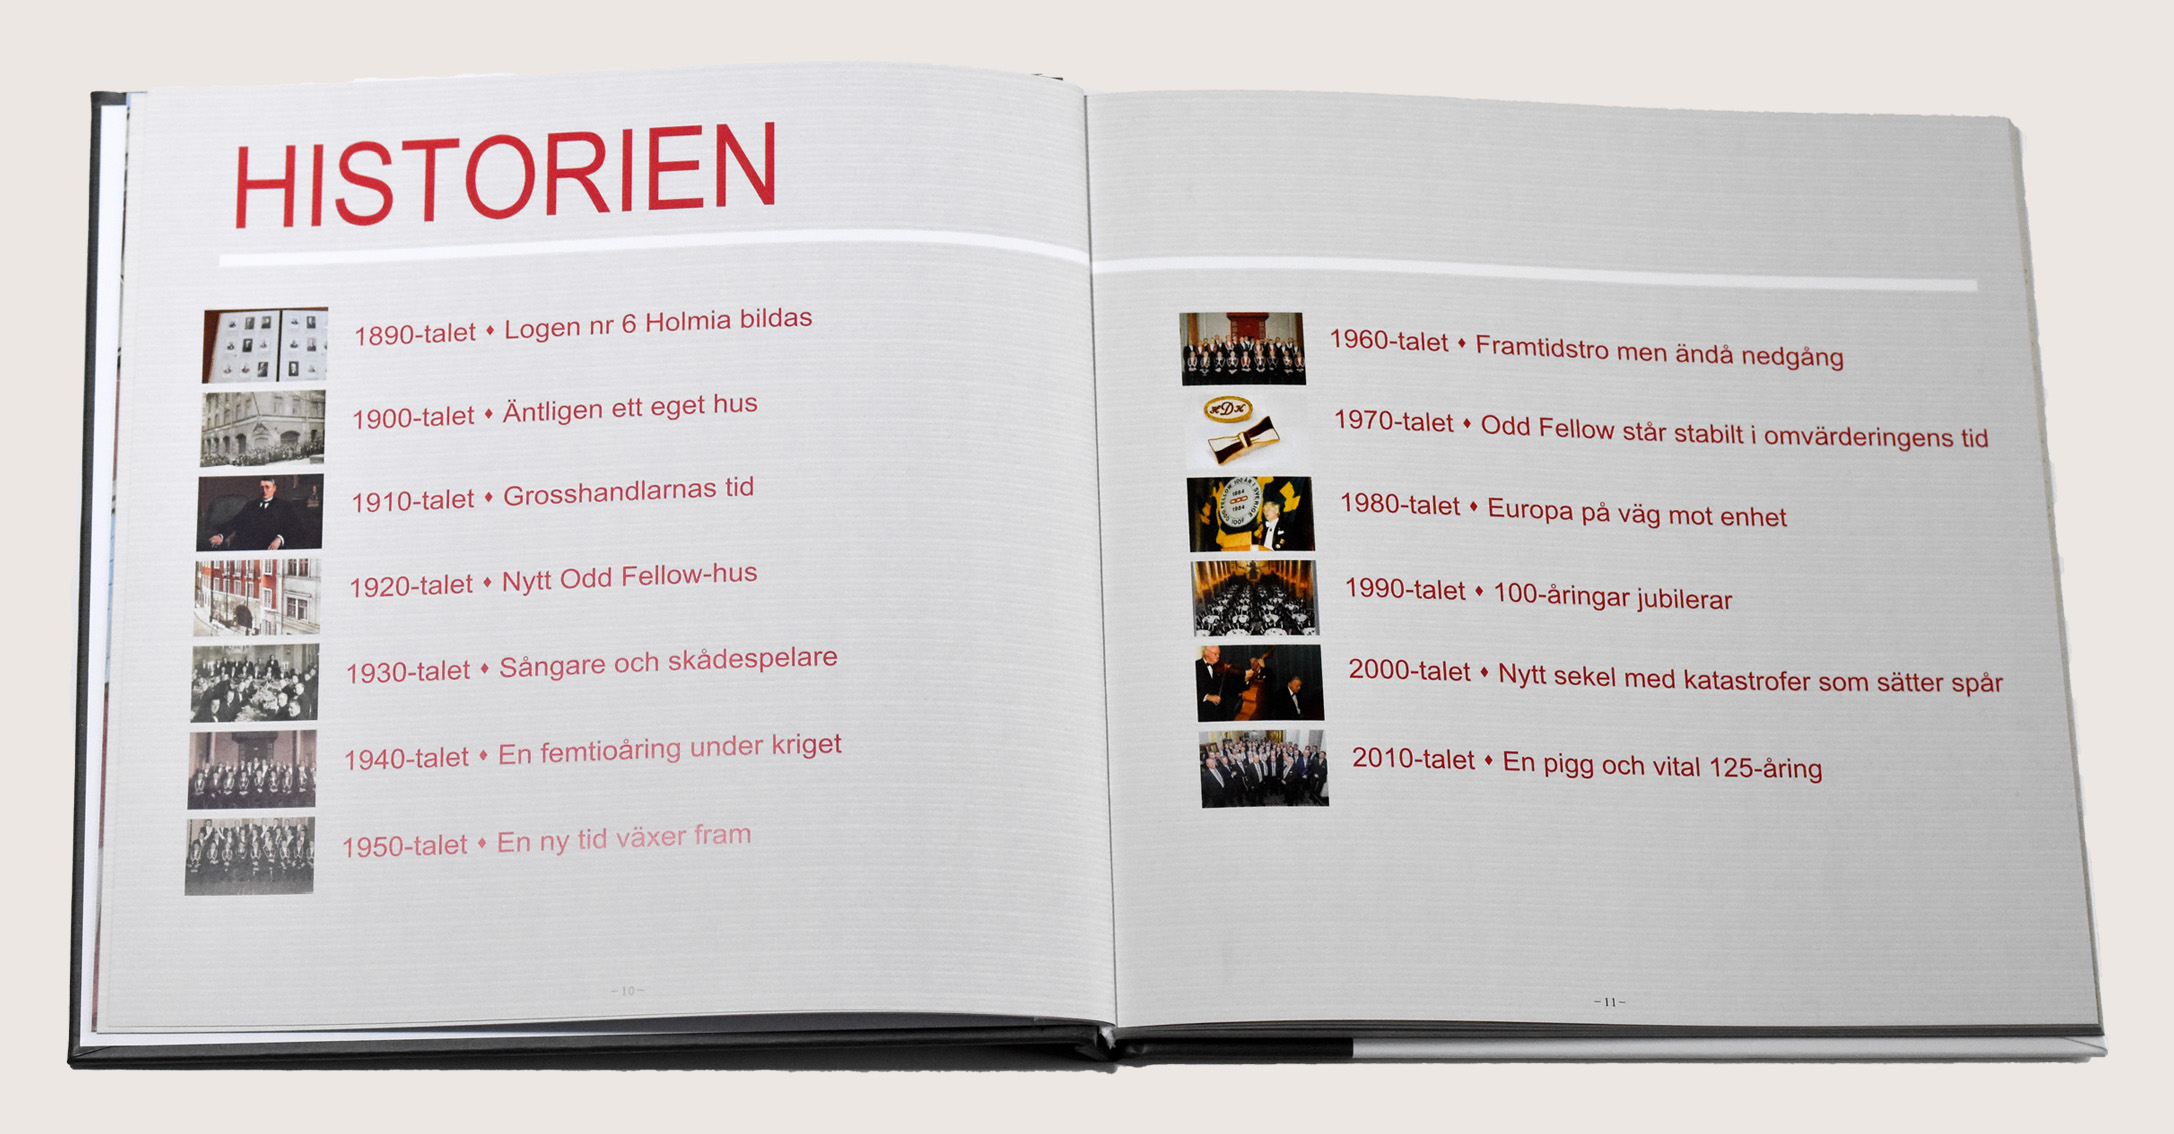 HISTORIEN
1890-talet ♦ Logen nr 6 Holmia bildas
1900-talet ♦ Äntligen ett eget hus
1910-talet ♦ Grosshandlarnas tid
1920-talet ♦ Nytt Odd Fellow-hus
1930-talet ♦ Sångare och skådespelare
1940-talet ♦ En femtioåring under kriget
1950-talet ♦ En ny tid växer fram
–10–
1960-talet ♦ Framtidstro men ändå nedgång
1970-talet ♦ Odd Fellow står stabilt i omvärderingens tid
1980-talet ♦ Europa på väg mot enhet
1884
1984
1990-talet ♦ 100-åringar jubilerar
2000-talet ♦ Nytt sekel med katastrofer som sätter spår
2010-talet ♦ En pigg och vital 125-åring
–11–